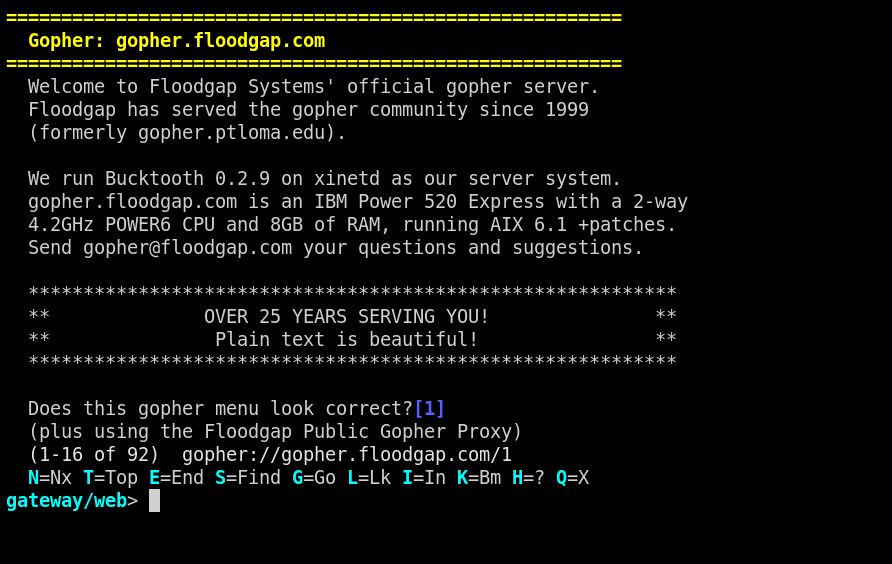 ========================================================
Gopher: gopher.floodgap.com
========================================================
Welcome to Floodgap Systems' official gopher server.
Floodgap has served the gopher community since 1999
(formerly gopher.ptloma.edu).
We run Bucktooth 0.2.9 on xinetd as our server system.
gopher.floodgap.com is an IBM Power 520 Express with a 2-way
4.2GHz POWER6 CPU and 8GB of RAM, running AIX 6.1 +patches.
Send gopher@floodgap.com your questions and suggestions.
***********************************************************
**              OVER 25 YEARS SERVING YOU!               **
**               Plain text is beautiful!                **
***********************************************************
Does this gopher menu look correct?[1]
(plus using the Floodgap Public Gopher Proxy)
(1-16 of 92)  gopher://gopher.floodgap.com/1
N=Nx T=Top E=End S=Find G=Go L=Lk I=In K=Bm H=? Q=X
gateway/web>